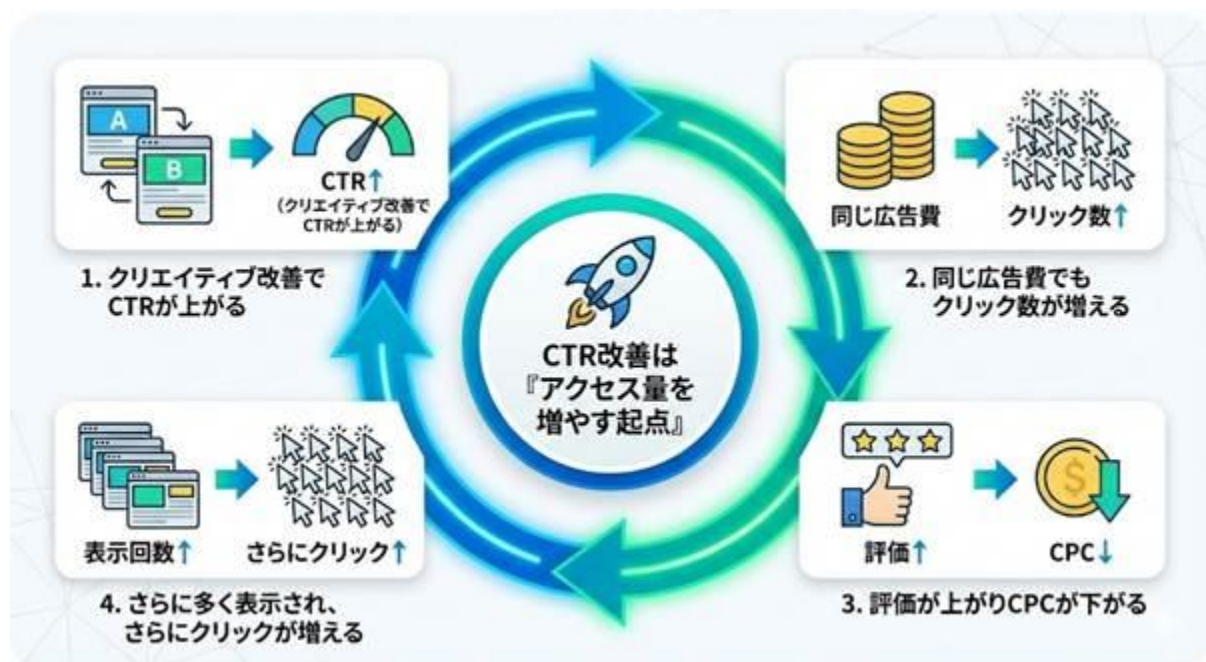 A
B
CTR↑
（クリエイティブ改善で
CTRが上がる）
1. クリエイティブ改善で
CTRが上がる
同じ広告費
クリック数↑
2. 同じ広告費でも
クリック数が増える
CTR改善は
『アクセス量を
増やす起点』
評価↑
$
CPC↓
3. 評価が上がりCPCが下がる
表示回数↑
さらにクリック↑
4. さらに多く表示され、
さらにクリックが増える